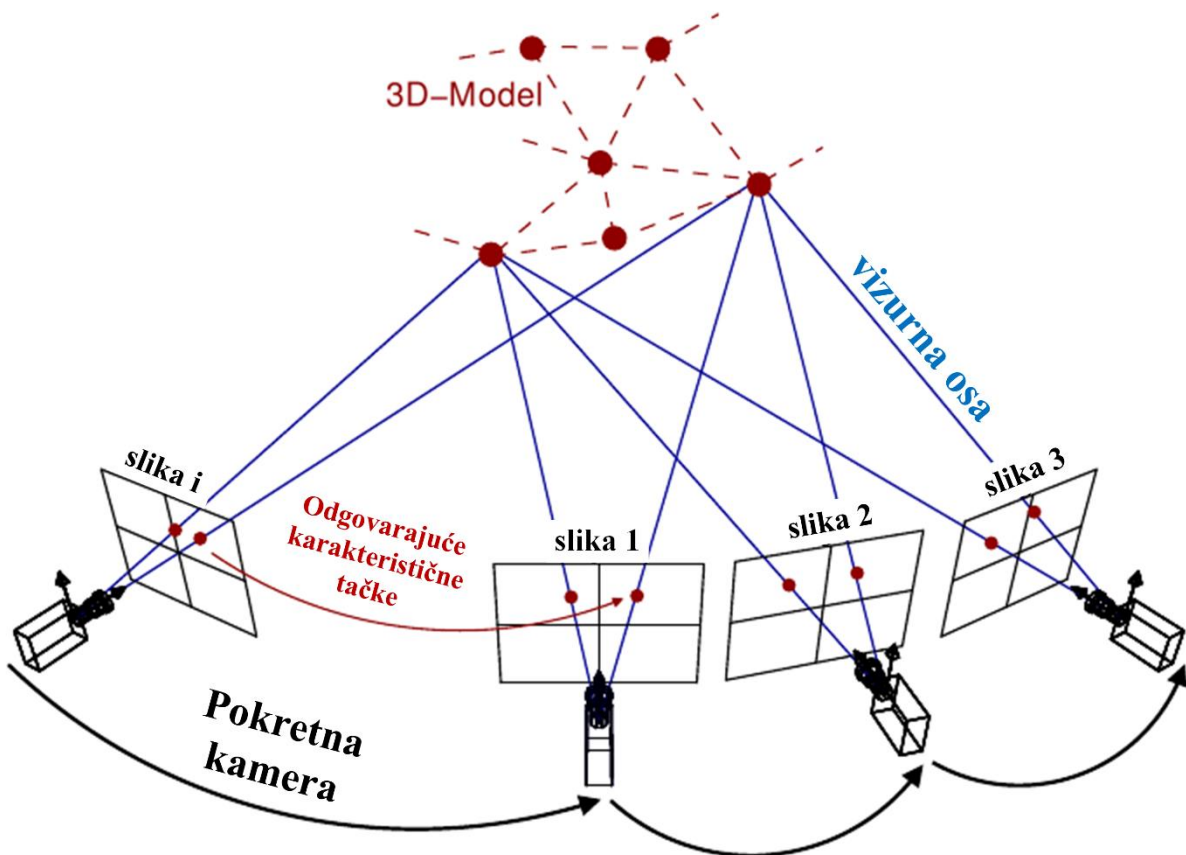 3D-Model
vizurna osa
slika i
Odgovarajuće
karakteristične
tačke
slika 1
slika 2
slika 3
Pokretna
kamera